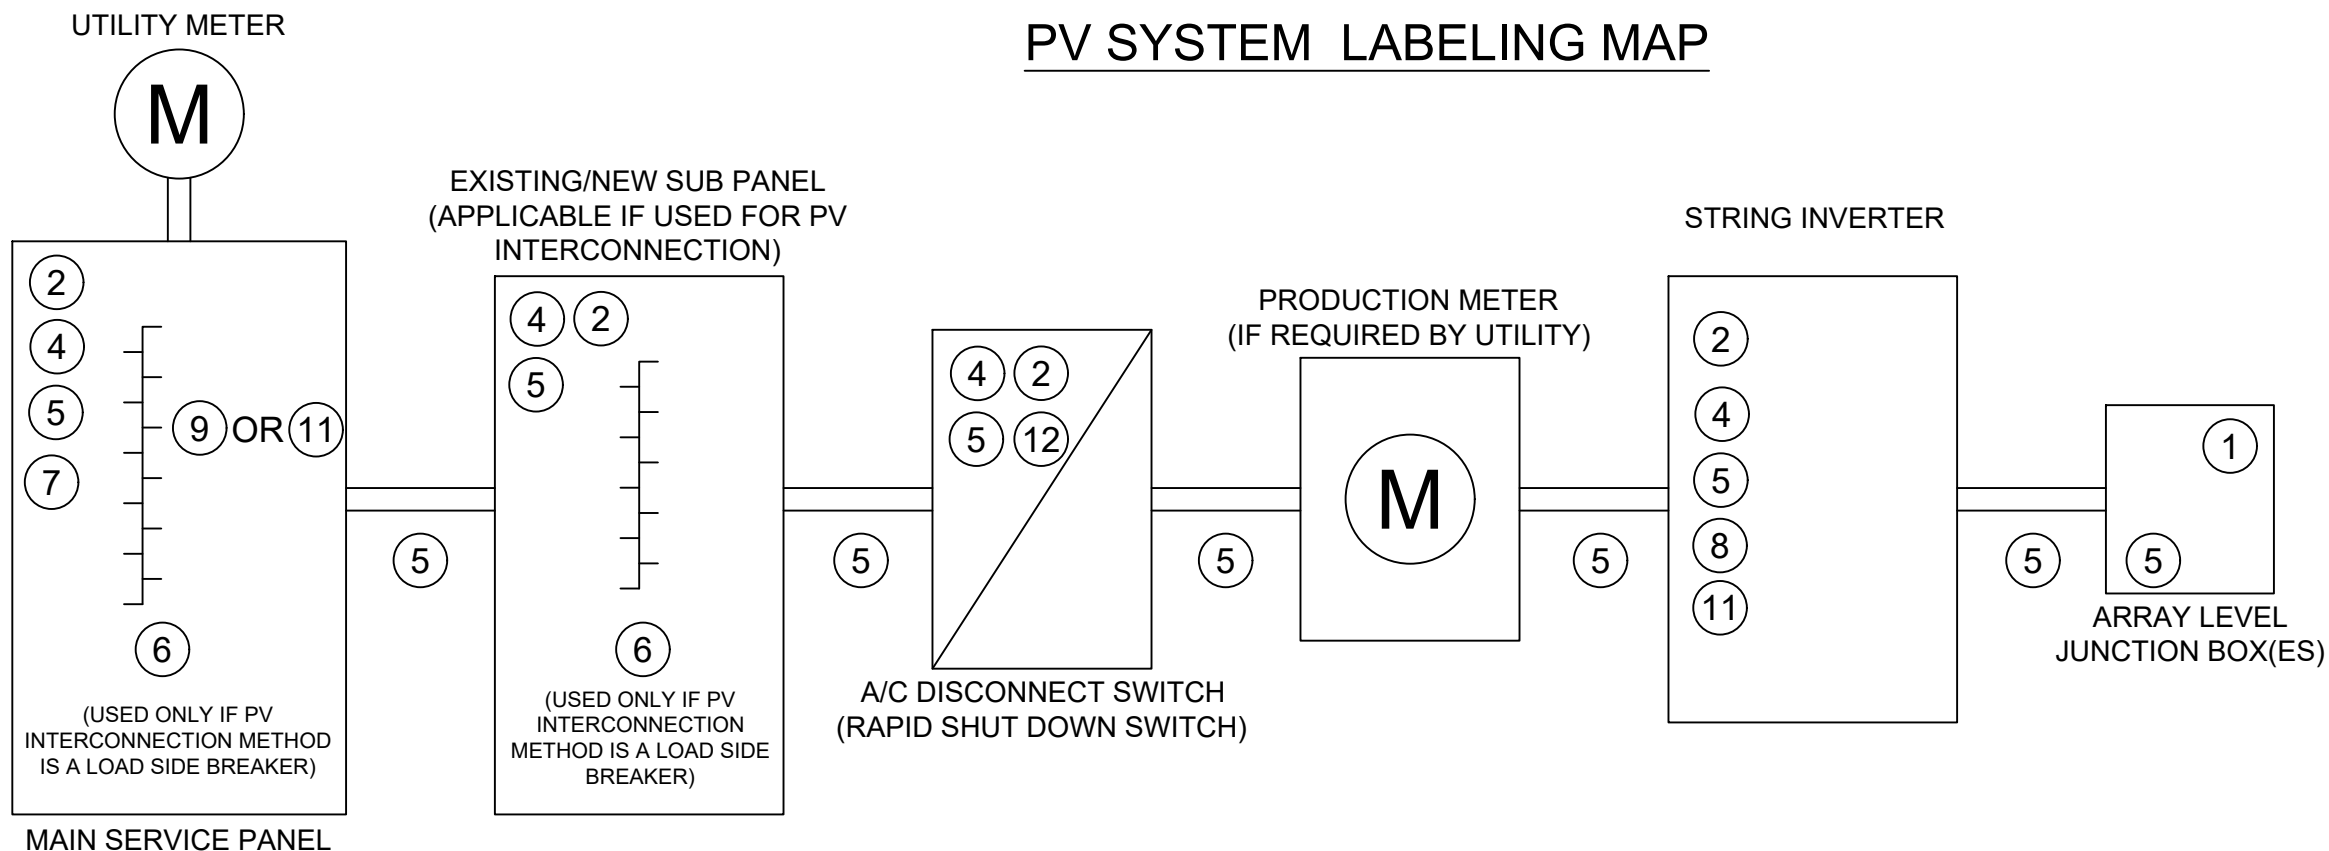 UTILITY METER
PV SYSTEM LABELING MAP
M
EXISTING/NEW SUB PANEL
(APPLICABLE IF USED FOR PV
INTERCONNECTION)
STRING INVERTER
PRODUCTION METER
(IF REQUIRED BY UTILITY)
2
4
5
7
9 OR 11
6
(USED ONLY IF PV
INTERCONNECTION METHOD
IS A LOAD SIDE BREAKER)
MAIN SERVICE PANEL
5
4 2
5
6
(USED ONLY IF PV
INTERCONNECTION
METHOD IS A LOAD SIDE
BREAKER)
5
4 2
5 12
A/C DISCONNECT SWITCH
(RAPID SHUT DOWN SWITCH)
5
M
5
2
4
5
8
11
5
1
5
ARRAY LEVEL
JUNCTION BOX(ES)